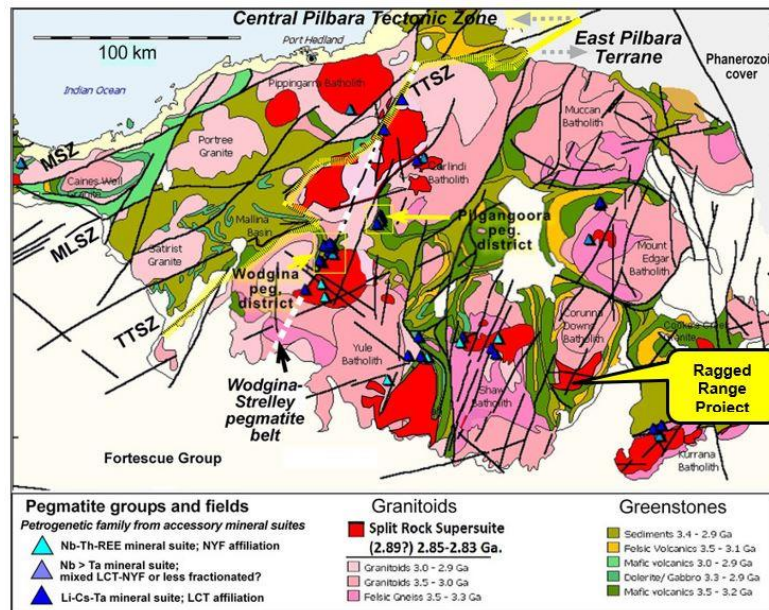 Central Pilbara Tectonic Zone
100 km
Port Hedland
East Pilbara
Terrane
Phanerozoi
cover
Indian Ocean
Pippingarra Batholith
TTSZ
MSZ
Portree
Granite
Muccan
Batholith
Carlindi
Batholith
Caines Well
Granite
Mallina
Basin
Pilgangoora
peg.
district
MLSZ
Satirist
Granite
Wodgina
peg.
district
Mount
Edgar
Batholith
TTSZ
Corunna
Downs
Batholith
Yule
Batholith
Wodgina-
Strelley
pegmatite
belt
Shaw
Batholith
Ragged
Range
Project
Fortescue Group
Kurrana
Batholith
Pegmatite groups and fields
Petrogenetic family from accessory mineral suites
Nb-Th-REE mineral suite; NYF affiliation
Nb > Ta mineral suite;
mixed LCT-NYF or less fractionated?
Li-Cs-Ta mineral suite; LCT affiliation
Granitoids
Split Rock Supersuite
(2.89?) 2.85-2.83 Ga.
Granitoids 3.0 - 2.9 Ga
Granitoids 3.5 - 3.0 Ga
Felsic Gneiss 3.5 - 3.3 Ga
Greenstones
Sediments 3.4 - 2.9 Ga
Felsic Volcanics 3.5 - 3.1 Ga
Mafic volcanics 3.0 - 2.9 Ga
Dolerite/ Gabbro 3.3 - 2.9 Ga
Mafic volcanics 3.5 - 3.2 Ga